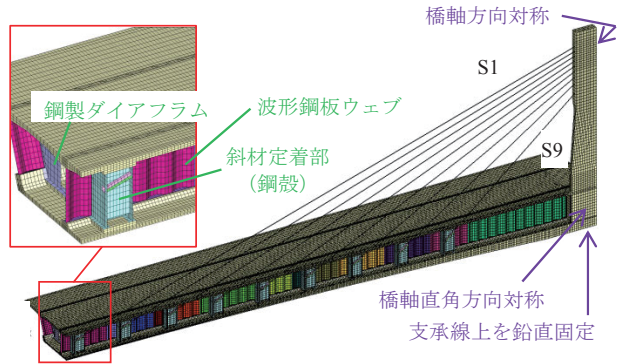 橋軸方向対称
S1
鋼製ダイアフラム
波形鋼板ウェブ
斜材定着部
（鋼殻）
S9
橋軸直角方向対称
支承線上を鉛直固定